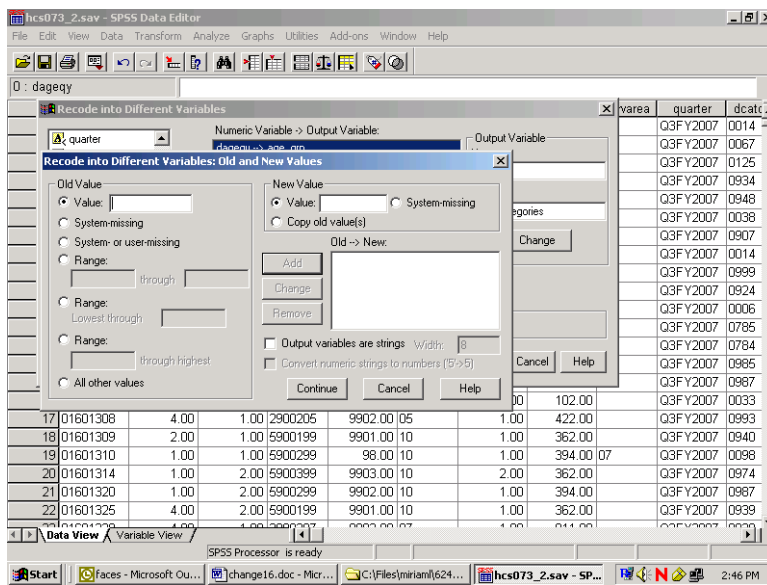 hcs073_2.sav - SPSS Data Editor
File Edit View Data Transform Analyze Graphs Utilities Add-ons Window Help
0 : dageqy
Recode into Different Variables
quarter
Numeric Variable -> Output Variable:
Output Variable
Recode into Different Variables: Old and New Values
Old Value
Value:
System-missing
System- or user-missing
Range:
through
Range:
Lowest through
Range:
through highest
All other values
New Value
Value:
System-missing
Copy old value(s)
Old --> New:
Add
Change
Remove
Output variables are strings Width: 8
Convert numeric strings to numbers ('5'->5)
Continue Cancel Help
egories
Change
Cancel Help
varea quarter dcatc
Q3FY2007 0014
Q3FY2007 0067
Q3FY2007 0125
Q3FY2007 0934
Q3FY2007 0948
Q3FY2007 0038
Q3FY2007 0907
Q3FY2007 0014
Q3FY2007 0999
Q3FY2007 0924
Q3FY2007 0006
Q3FY2007 0785
Q3FY2007 0784
Q3FY2007 0985
Q3FY2007 0987
00 102.00 Q3FY2007 0033
17 01601308 4.00 1.00 2900205 9902.00 05 1.00 422.00 Q3FY2007 0993
18 01601309 2.00 1.00 5900199 9901.00 10 1.00 362.00 Q3FY2007 0940
19 01601310 1.00 1.00 5900299 98.00 10 1.00 394.00 07 Q3FY2007 0098
20 01601314 1.00 2.00 5900399 9903.00 10 2.00 362.00 Q3FY2007 0974
21 01601320 1.00 2.00 5900299 9902.00 10 1.00 394.00 Q3FY2007 0987
22 01601325 4.00 2.00 5900199 9901.00 10 1.00 362.00 Q3FY2007 0939
Data View Variable View
SPSS Processor is ready
Start faces - Microsoft Ou... change16.doc - Micr... C:\Files\miriaml\624... hcs073_2.sav - SP... 2:46 PM